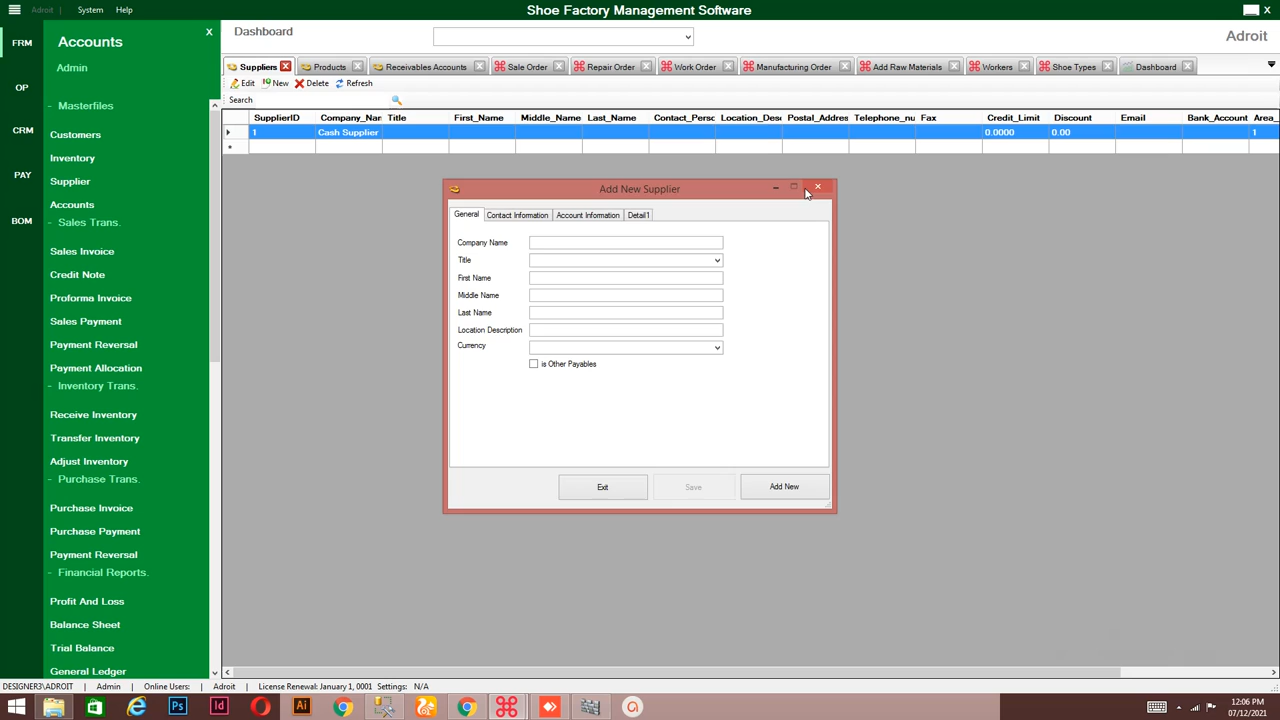 Adroit
System
Help
Shoe Factory Management Software
X
FRM
OP
CRM
PAY
BOM
Accounts
X
Admin
- Masterfiles
Customers
Inventory
Supplier
Accounts
- Sales Trans.
Sales Invoice
Credit Note
Proforma Invoice
Sales Payment
Payment Reversal
Payment Allocation
- Inventory Trans.
Receive Inventory
Transfer Inventory
Adjust Inventory
- Purchase Trans.
Purchase Invoice
Purchase Payment
Payment Reversal
- Financial Reports.
Profit And Loss
Balance Sheet
Trial Balance
General Ledger
Dashboard
Adroit
Suppliers Products Receivables Accounts Sale Order Repair Order Work Order Manufacturing Order Add Raw Materials Workers Shoe Types Dashboard
Edit New Delete Refresh
Search
SupplierID Company_Nan Title First_Name Middle_Name Last_Name Contact_Perso Location_Desc Postal_Addres Telephone_nu Fax Credit_Limit Discount Email Bank_Account Area_
1 Cash Supplier 0.0000 0.00 1
Add New Supplier
General Contact Information Account Information Detail1
Company Name
Title
First Name
Middle Name
Last Name
Location Description
Currency
is Other Payables
Exit Save Add New
DESIGNER3\ADROIT Admin Online Users: Adroit License Renewal: January 1, 0001 Settings: N/A
Ps Id Ai
12:06 PM
07/12/2021